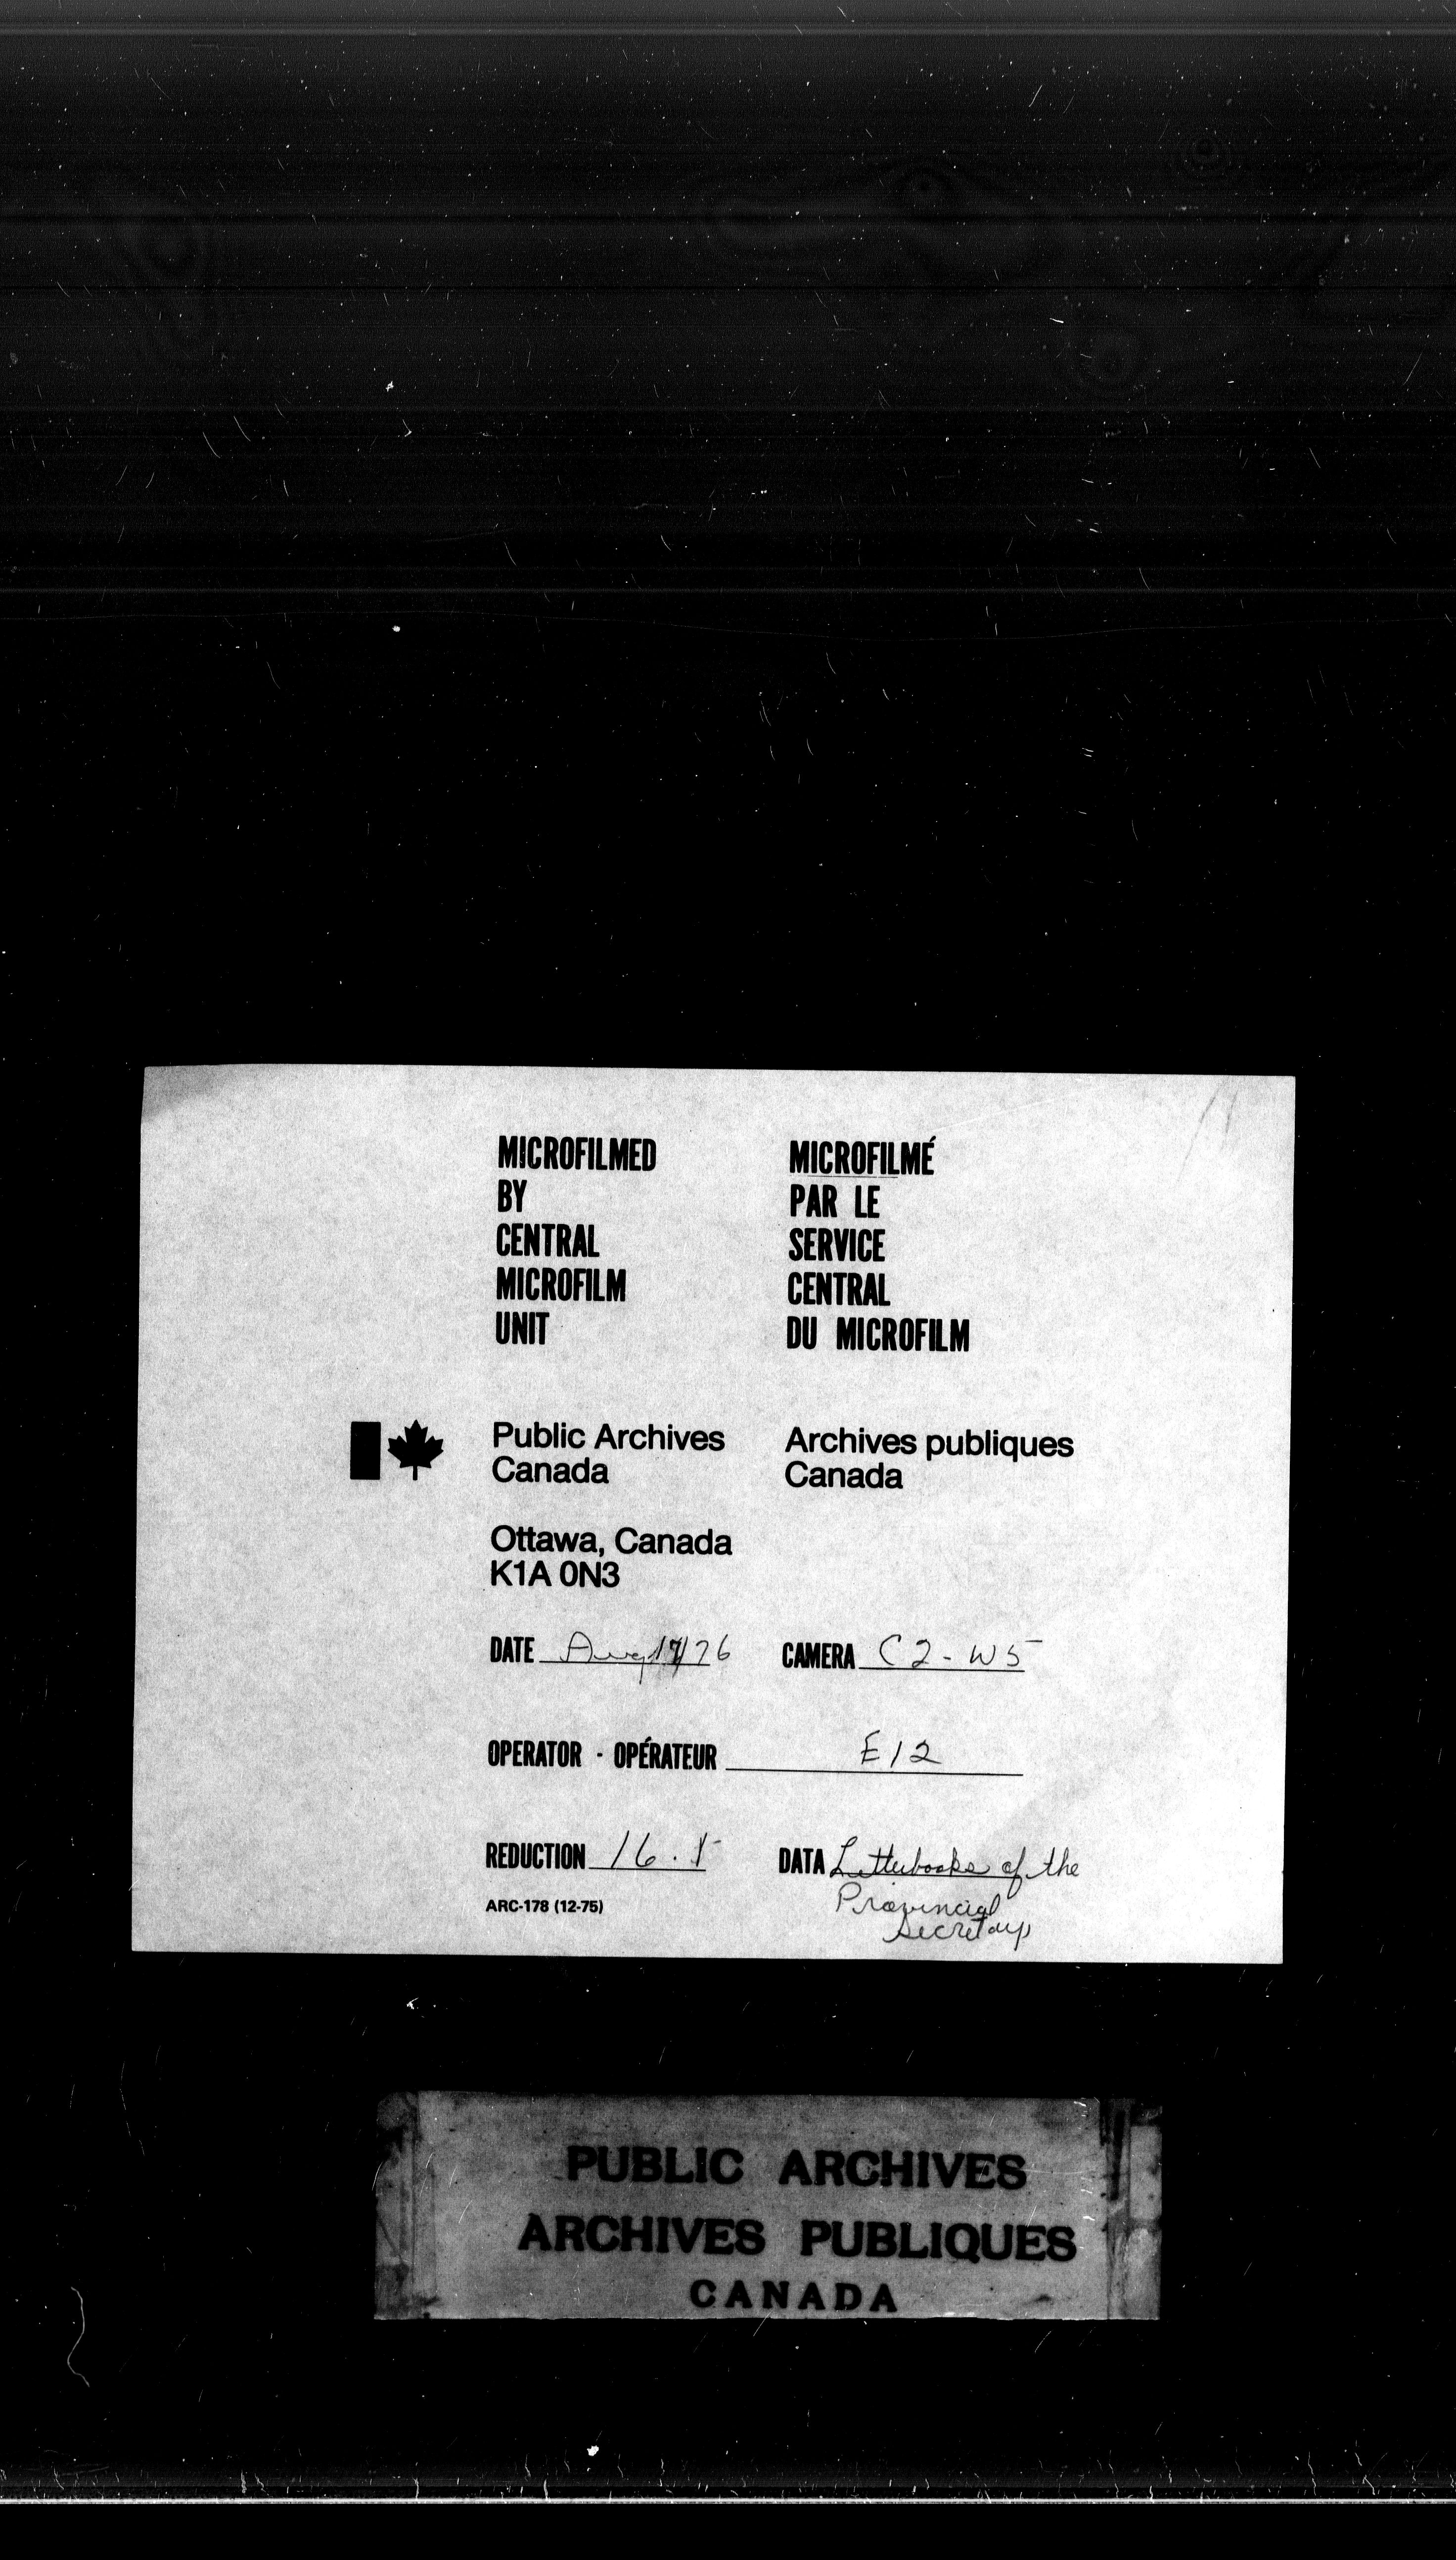 MICROFILMED
BY
CENTRAL
MICROFILM
UNIT
MICROFILMÉ
PAR LE
SERVICE
CENTRAL
DU MICROFILM
Public Archives
Canada
Archives publiques
Canada
Ottawa, Canada
K1A 0N3
DATE Aug /76 CAMERA C2-W5
OPERATOR - OPÉRATEUR E12
REDUCTION 16. DATA Letterbooks of the
Provincial
Secretary
ARC-178 (12-75)
PUBLIC ARCHIVES
ARCHIVES PUBLIQUES
CANADA